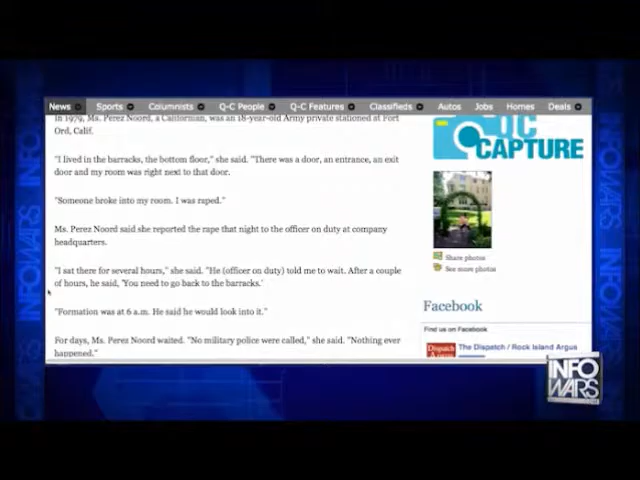 News Sports Columnists Q-C People Q-C Features Classifieds Autos Jobs Homes Deals
In 1979, Ms. Perez Noord, a Cantorman, was an 18-year-old Army private stationed at Fort
Ord, Calif.
"I lived in the barracks, the bottom floor," she said. "There was a door, an entrance, an exit
door and my room was right next to that door.
"Someone broke into my room. I was raped."
Ms. Perez Noord said she reported the rape that night to the officer on duty at company
headquarters.
"I sat there for several hours," she said. "He (officer on duty) told me to wait. After a couple
of hours, he said, 'You need to go back to the barracks.'
"Formation was at 6 a.m. He said he would look into it."
For days, Ms. Perez Noord waited. "No military police were called," she said. "Nothing ever
happened."
QC
CAPTURE
Share photos
See more photos
Facebook
Find us on Facebook
Dispatch
Argus
The Dispatch / Rock Island Argus
INFO
WARS
INFOWARS
INFO